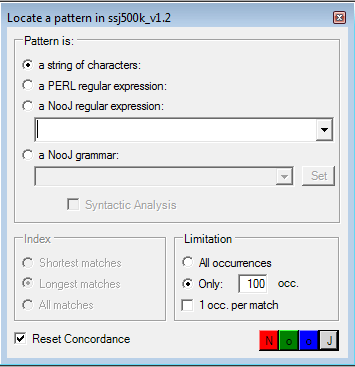 Locate a pattern in ssj500k_v1.2
Pattern is:
a string of characters:
a PERL regular expression:
a NooJ regular expression:
a NooJ grammar:
Set
Syntactic Analysis
Index
Shortest matches
Longest matches
All matches
Limitation
All occurrences
Only: 100 occ.
1 occ. per match
Reset Concordance
N o o J